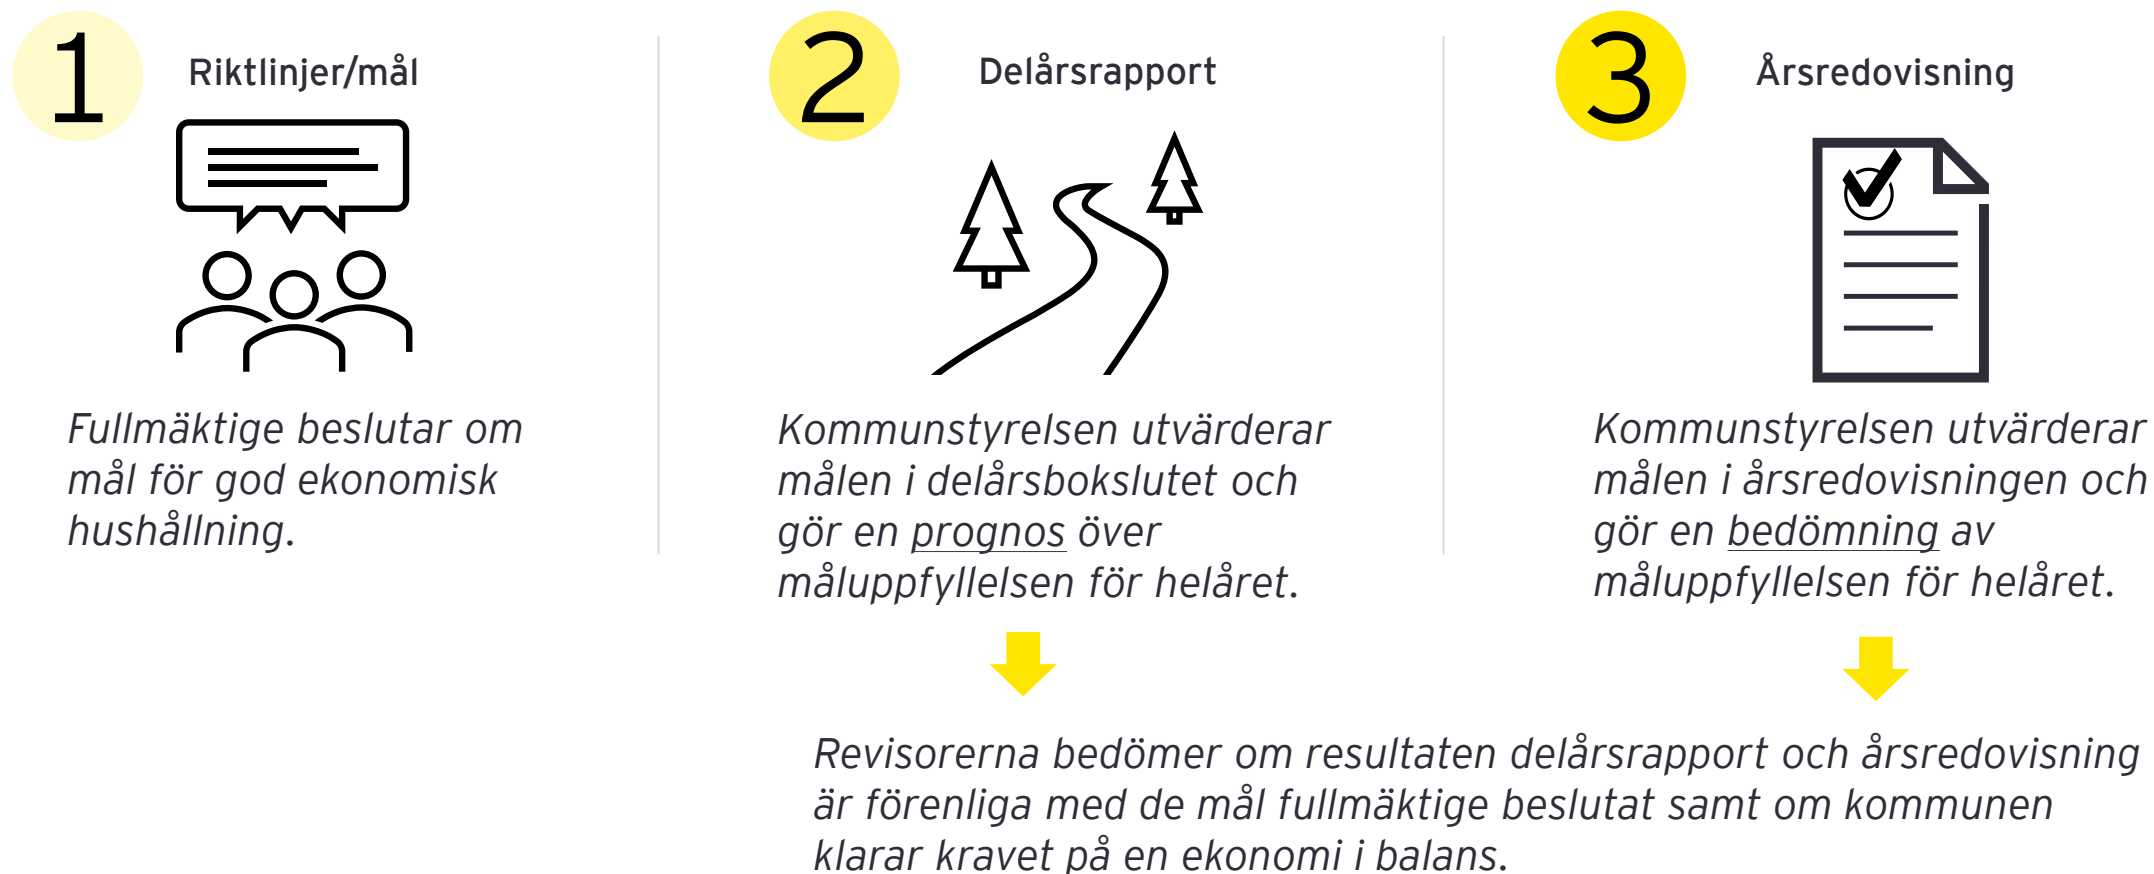 1
Riktlinjer/mål
Fullmäktige beslutar om
mål för god ekonomisk
hushållning.
2
Delårsrapport
Kommunstyrelsen utvärderar
målen i delårsbokslutet och
gör en prognos över
måluppfyllelsen för helåret.
3
Årsredovisning
Kommunstyrelsen utvärderar
målen i årsredovisningen och
gör en bedömning av
måluppfyllelsen för helåret.
Revisorerna bedömer om resultaten delårsrapport och årsredovisning
är förenliga med de mål fullmäktige beslutat samt om kommunen
klarar kravet på en ekonomi i balans.